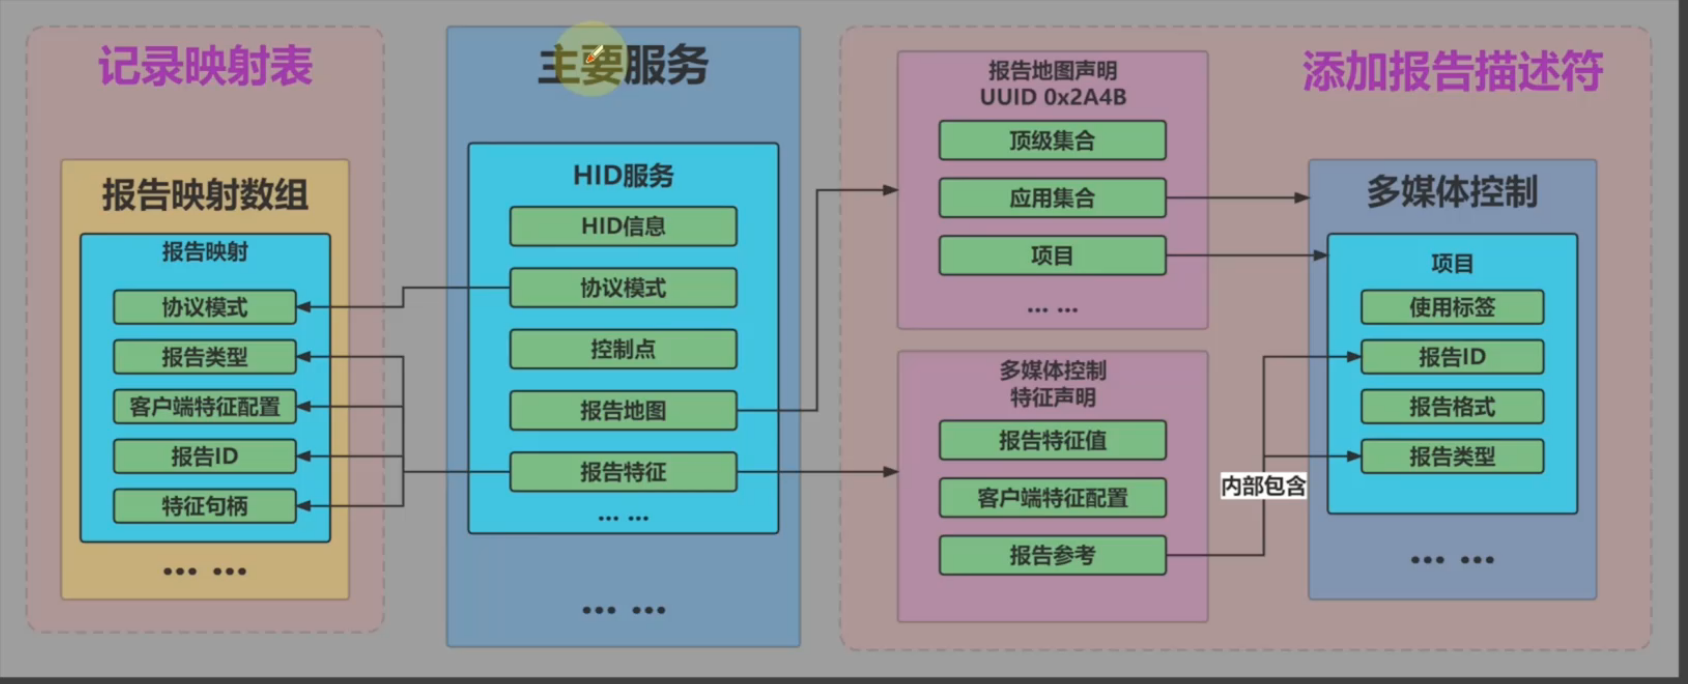 记录映射表
报告映射数组
报告映射
协议模式
报告类型
客户端特征配置
报告ID
特征句柄
... ...
主要服务
HID服务
HID信息
协议模式
控制点
报告地图
报告特征
... ...
... ...
添加报告描述符
报告地图声明
UUID 0x2A4B
顶级集合
应用集合
项目
... ...
多媒体控制
特征声明
报告特征值
客户端特征配置
报告参考
内部包含
多媒体控制
项目
使用标签
报告ID
报告格式
报告类型
... ...